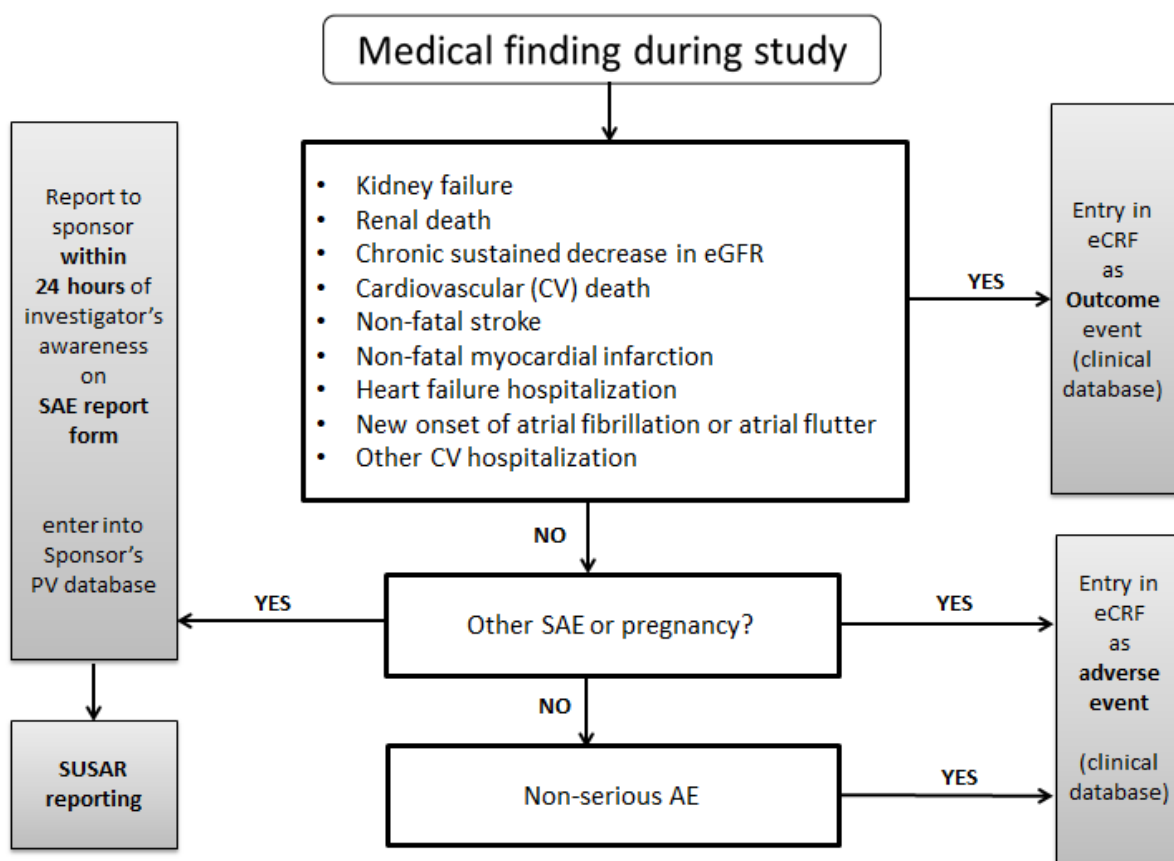 Medical finding during study
Report to
sponsor
within
24 hours of
investigator's
awareness
on
SAE report
form
enter into
Sponsor's
PV database
• Kidney failure
• Renal death
• Chronic sustained decrease in eGFR
• Cardiovascular (CV) death
• Non-fatal stroke
• Non-fatal myocardial infarction
• Heart failure hospitalization
• New onset of atrial fibrillation or atrial flutter
• Other CV hospitalization
YES
Entry in
eCRF
as
Outcome
event
(clinical
database)
NO
YES
Other SAE or pregnancy?
YES
Entry in
eCRF
as
adverse
event
(clinical
database)
NO
SUSAR
reporting
Non-serious AE
YES